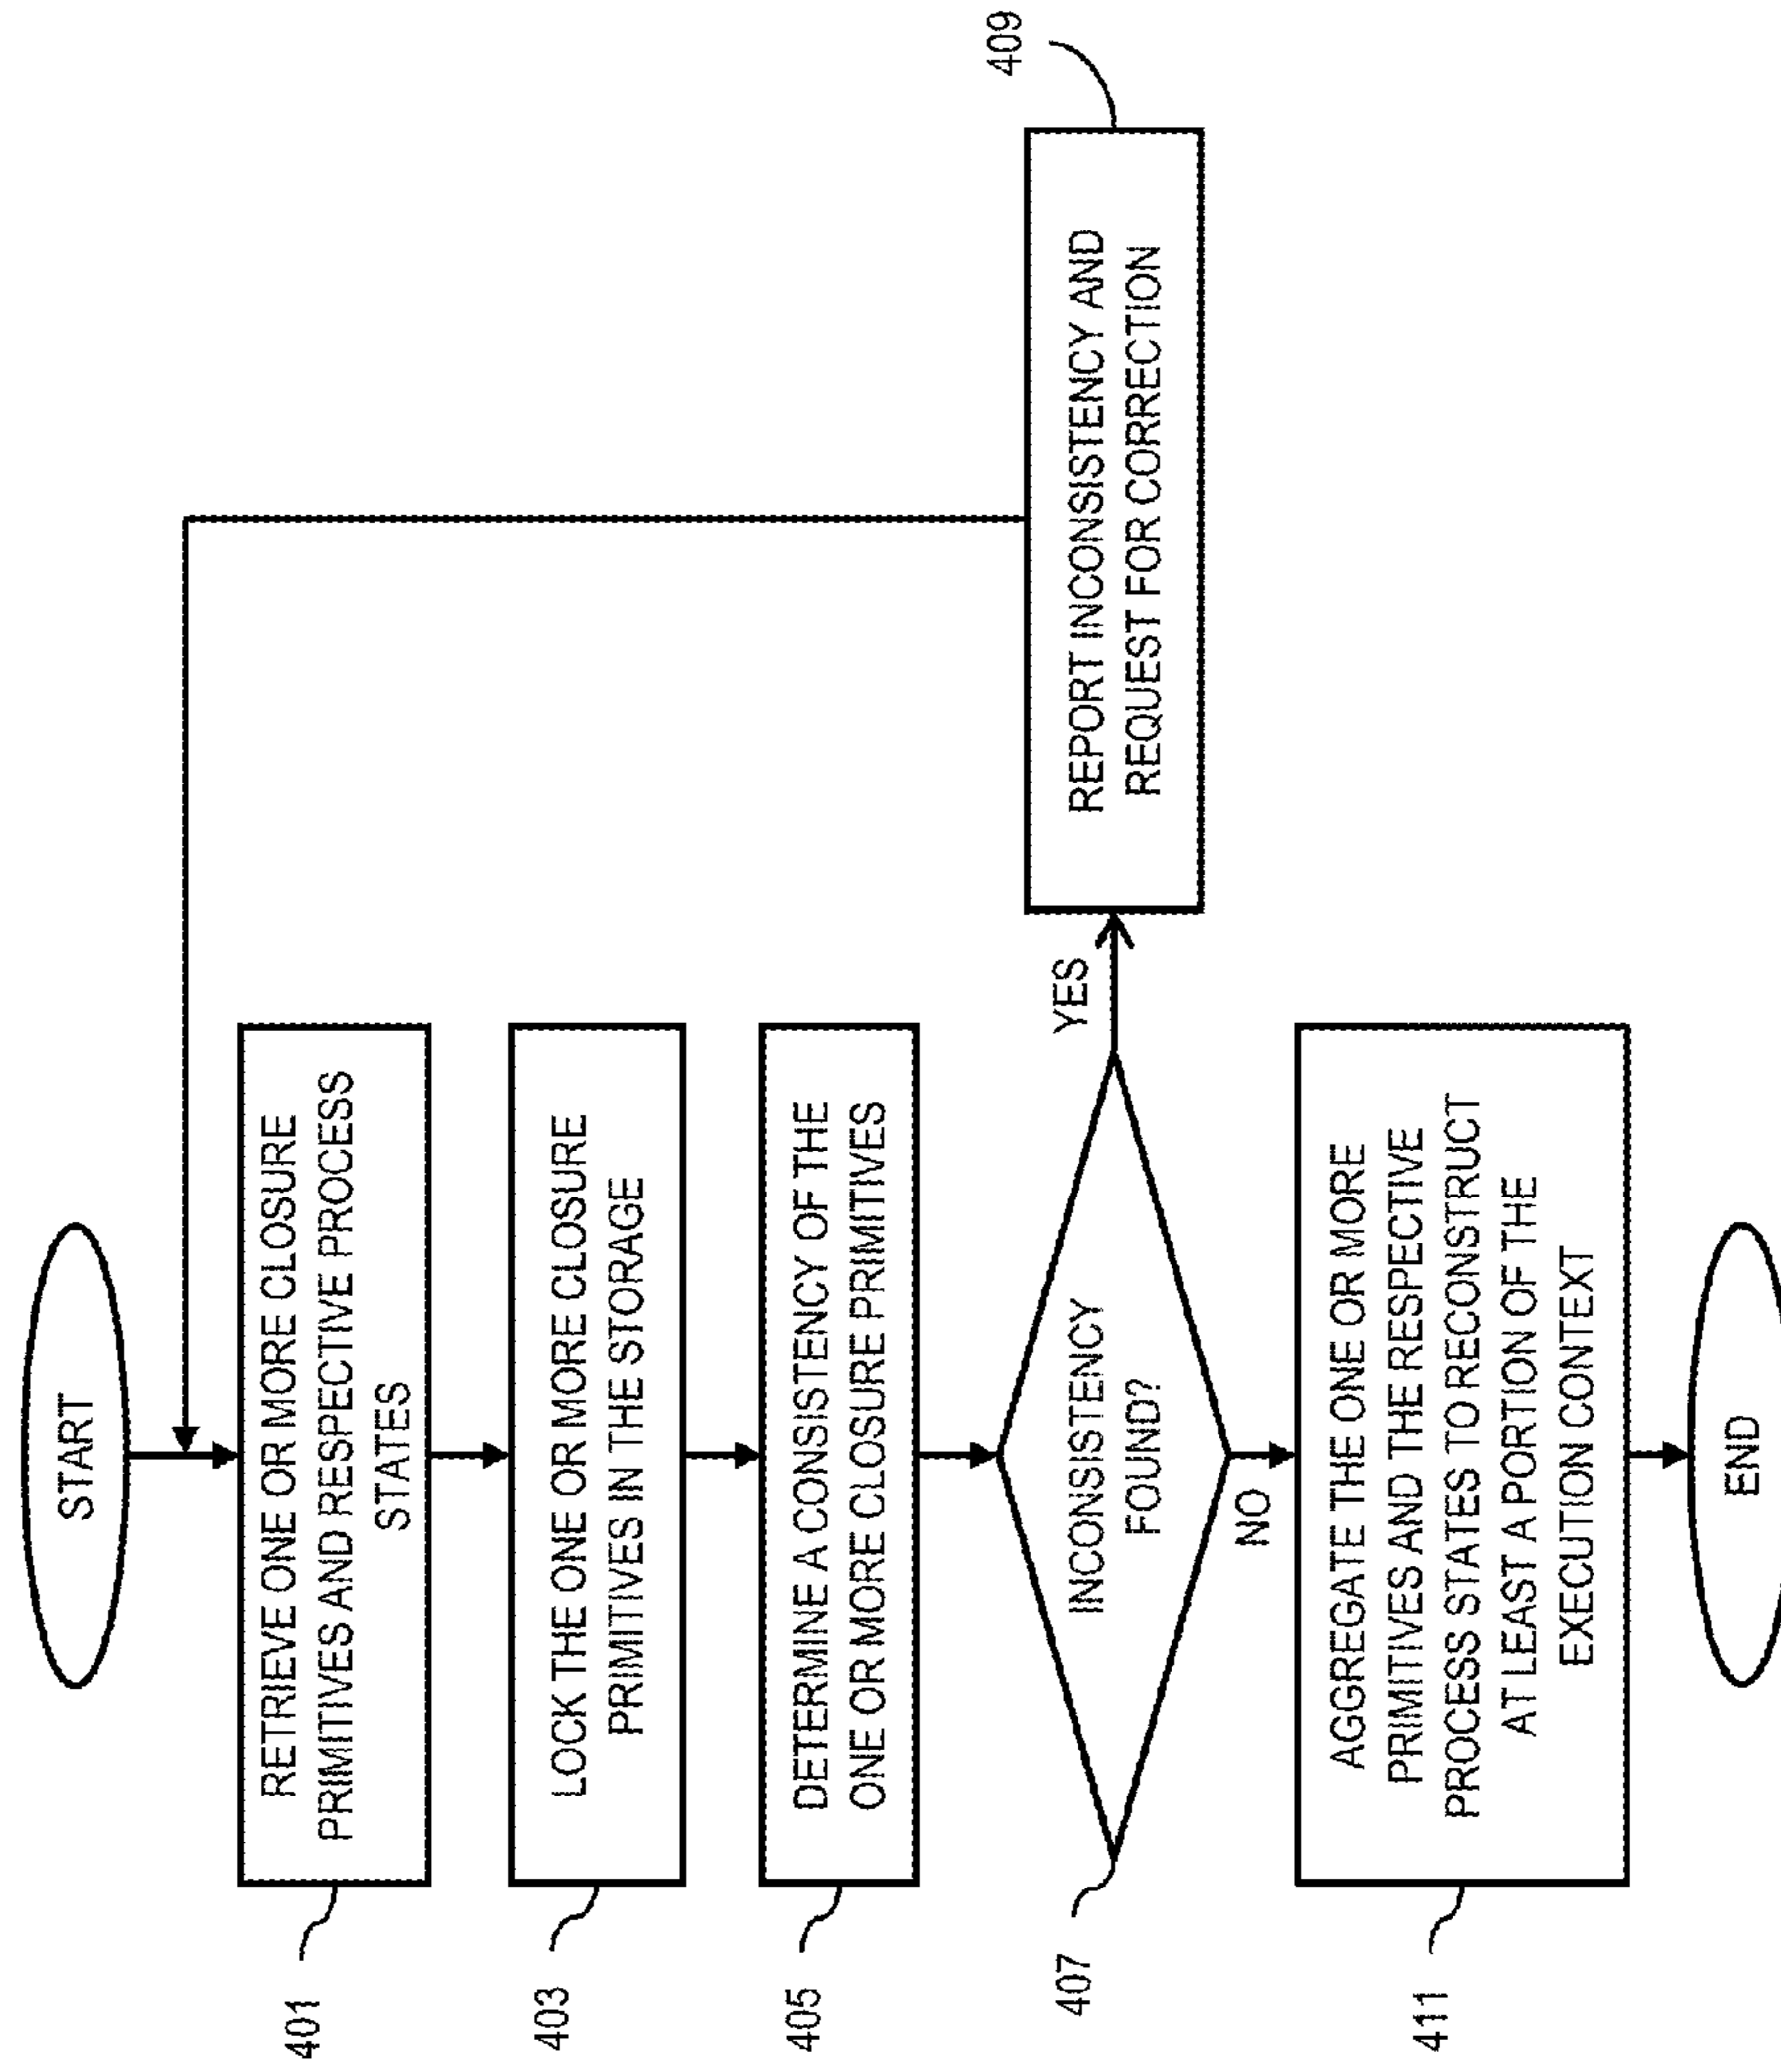 START
401
RETRIEVE ONE OR MORE CLOSURE
PRIMITIVES AND RESPECTIVE PROCESS
STATES
403
LOCK THE ONE OR MORE CLOSURE
PRIMITIVES IN THE STORAGE
405
DETERMINE A CONSISTENCY OF THE
ONE OR MORE CLOSURE PRIMITIVES
407
INCONSISTENCY
FOUND?
YES
409
REPORT INCONSISTENCY AND
REQUEST FOR CORRECTION
NO
411
AGGREGATE THE ONE OR MORE
PRIMITIVES AND THE RESPECTIVE
PROCESS STATES TO RECONSTRUCT
AT LEAST A PORTION OF THE
EXECUTION CONTEXT
END